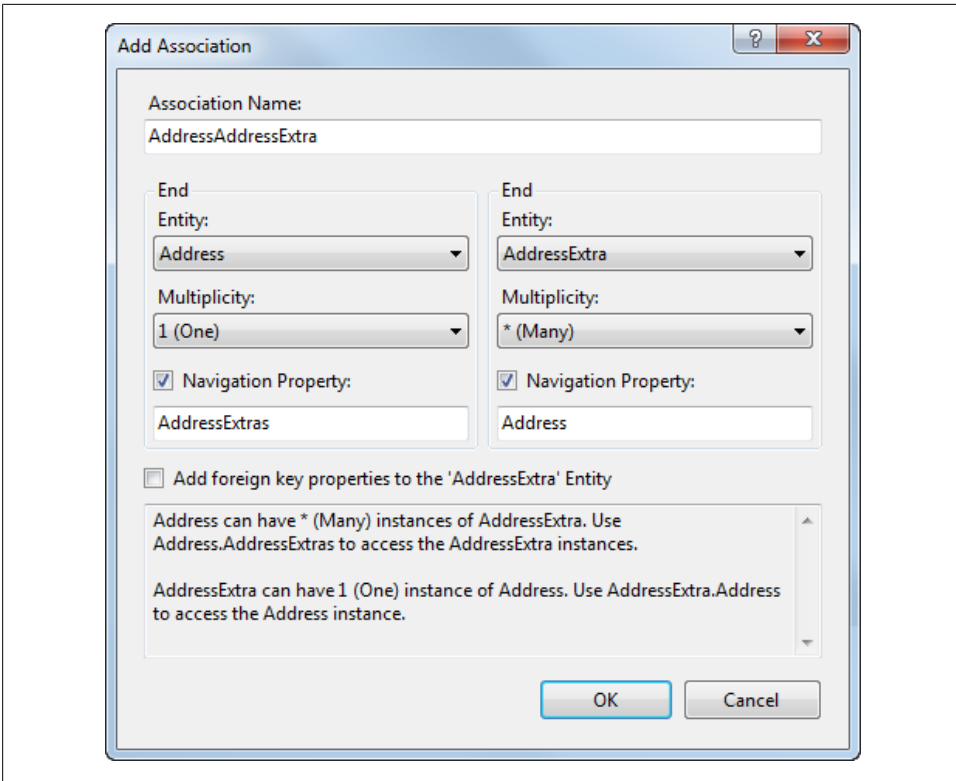 Add Association
Association Name:
AddressAddressExtra
End
Entity:
Address
Multiplicity:
1 (One)
Navigation Property:
AddressExtras
End
Entity:
AddressExtra
Multiplicity:
* (Many)
Navigation Property:
Address
Add foreign key properties to the 'AddressExtra' Entity
Address can have * (Many) instances of AddressExtra. Use
Address.AddressExtras to access the AddressExtra instances.
AddressExtra can have 1 (One) instance of Address. Use AddressExtra.Address
to access the Address instance.
OK
Cancel